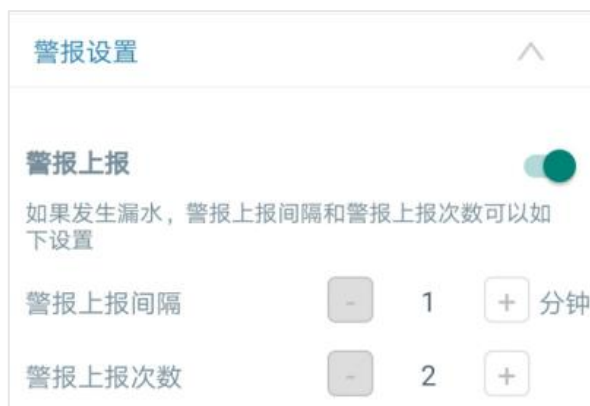 警报设置
警报上报
如果发生漏水，警报上报间隔和警报上报次数可以如
下设置
警报上报间隔 - 1 + 分钟
警报上报次数 - 2 +